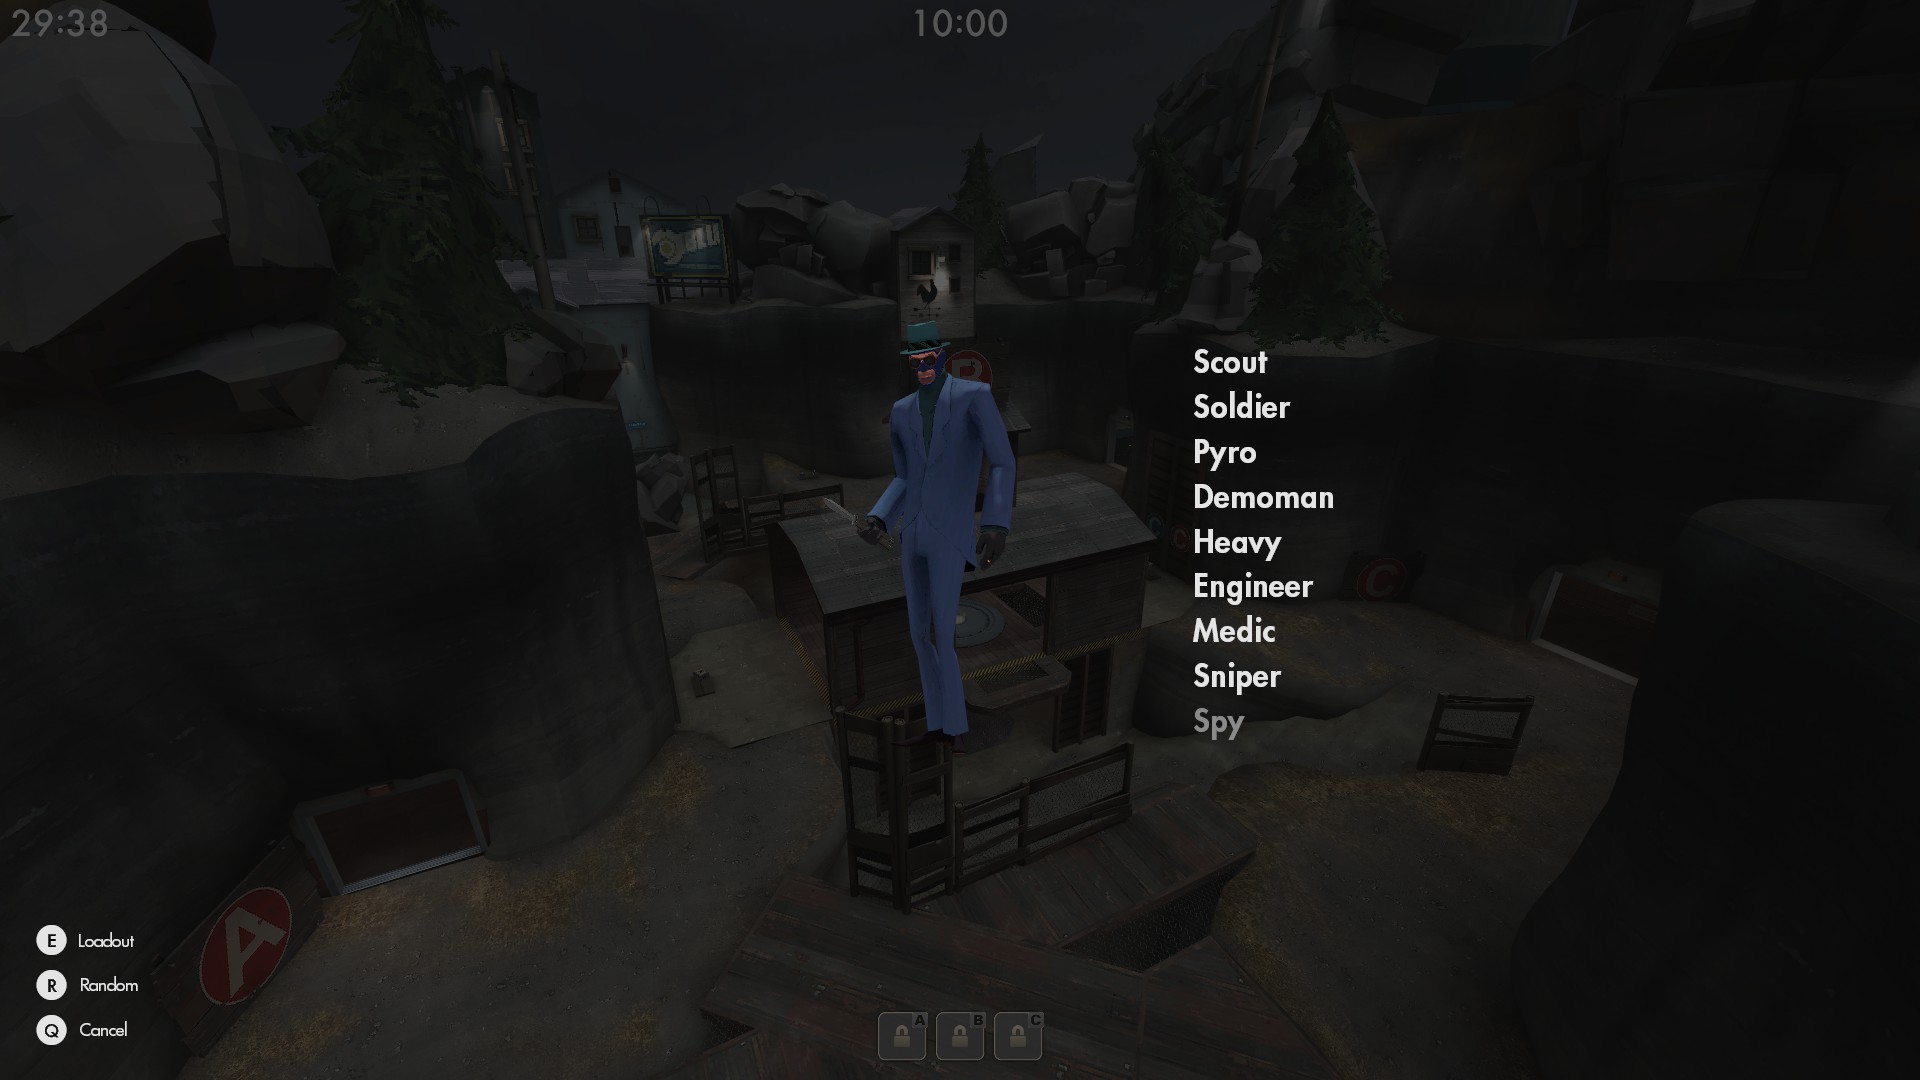 29:38
10:00
B
Scout
Soldier
Pyro
Demoman
Heavy
Engineer
Medic
Sniper
Spy
C
C
A
E Loadout
R Random
Q Cancel
A B C